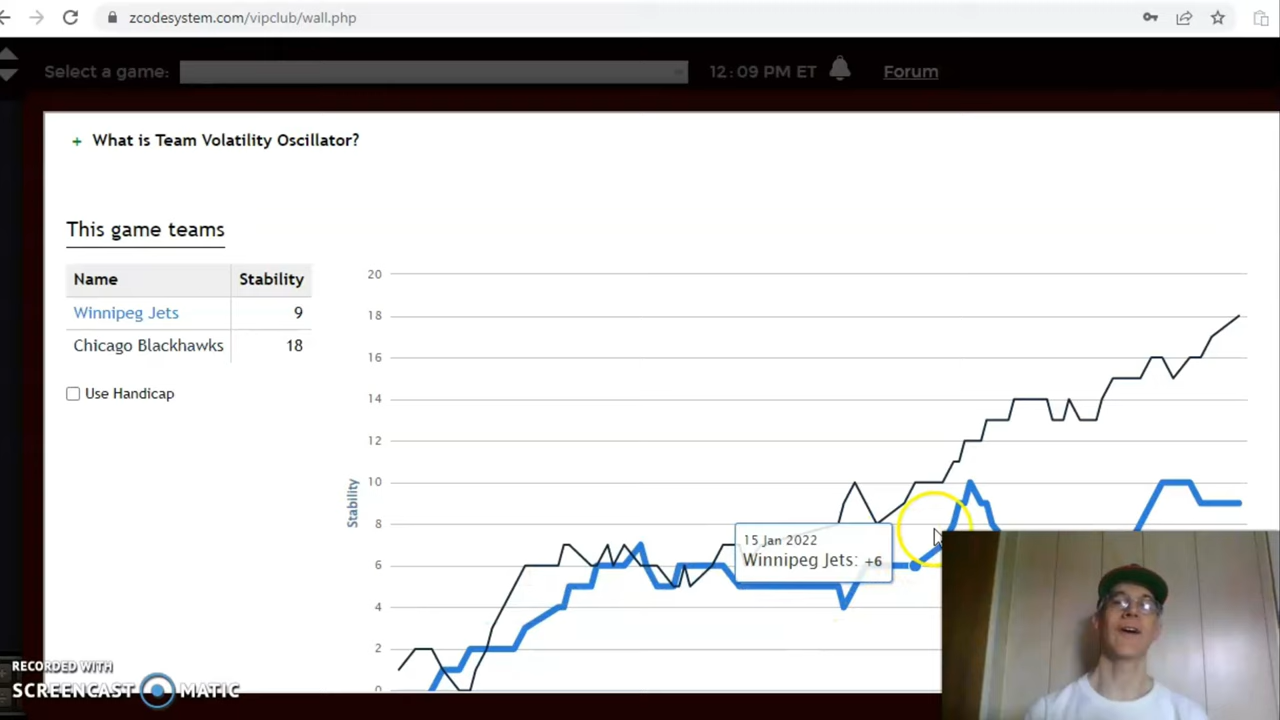 zcodesystem.com/vipclub/wall.php
Select a game: 12:09 PM ET Forum
+ What is Team Volatility Oscillator?
This game teams
Name Stability
Winnipeg Jets 9
Chicago Blackhawks 18
Use Handicap
Stability
20
18
16
14
12
10
8
6
4
2
0
15 Jan 2022
Winnipeg Jets: +6
RECORDED WITH
SCREENCAST MATIC